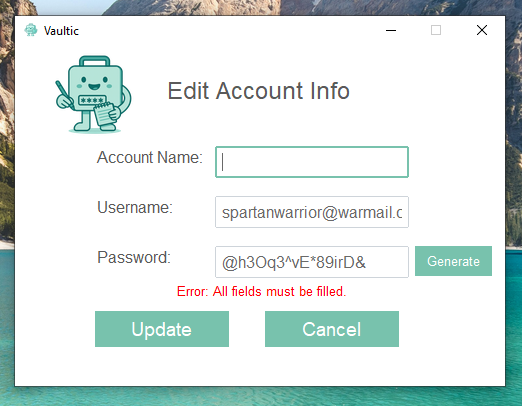 Vaultic
****
Edit Account Info
Account Name:
Username: spartanwarrior@warmail.c
Password: @h3Oq3^vE*89irD& Generate
Error: All fields must be filled.
Update Cancel